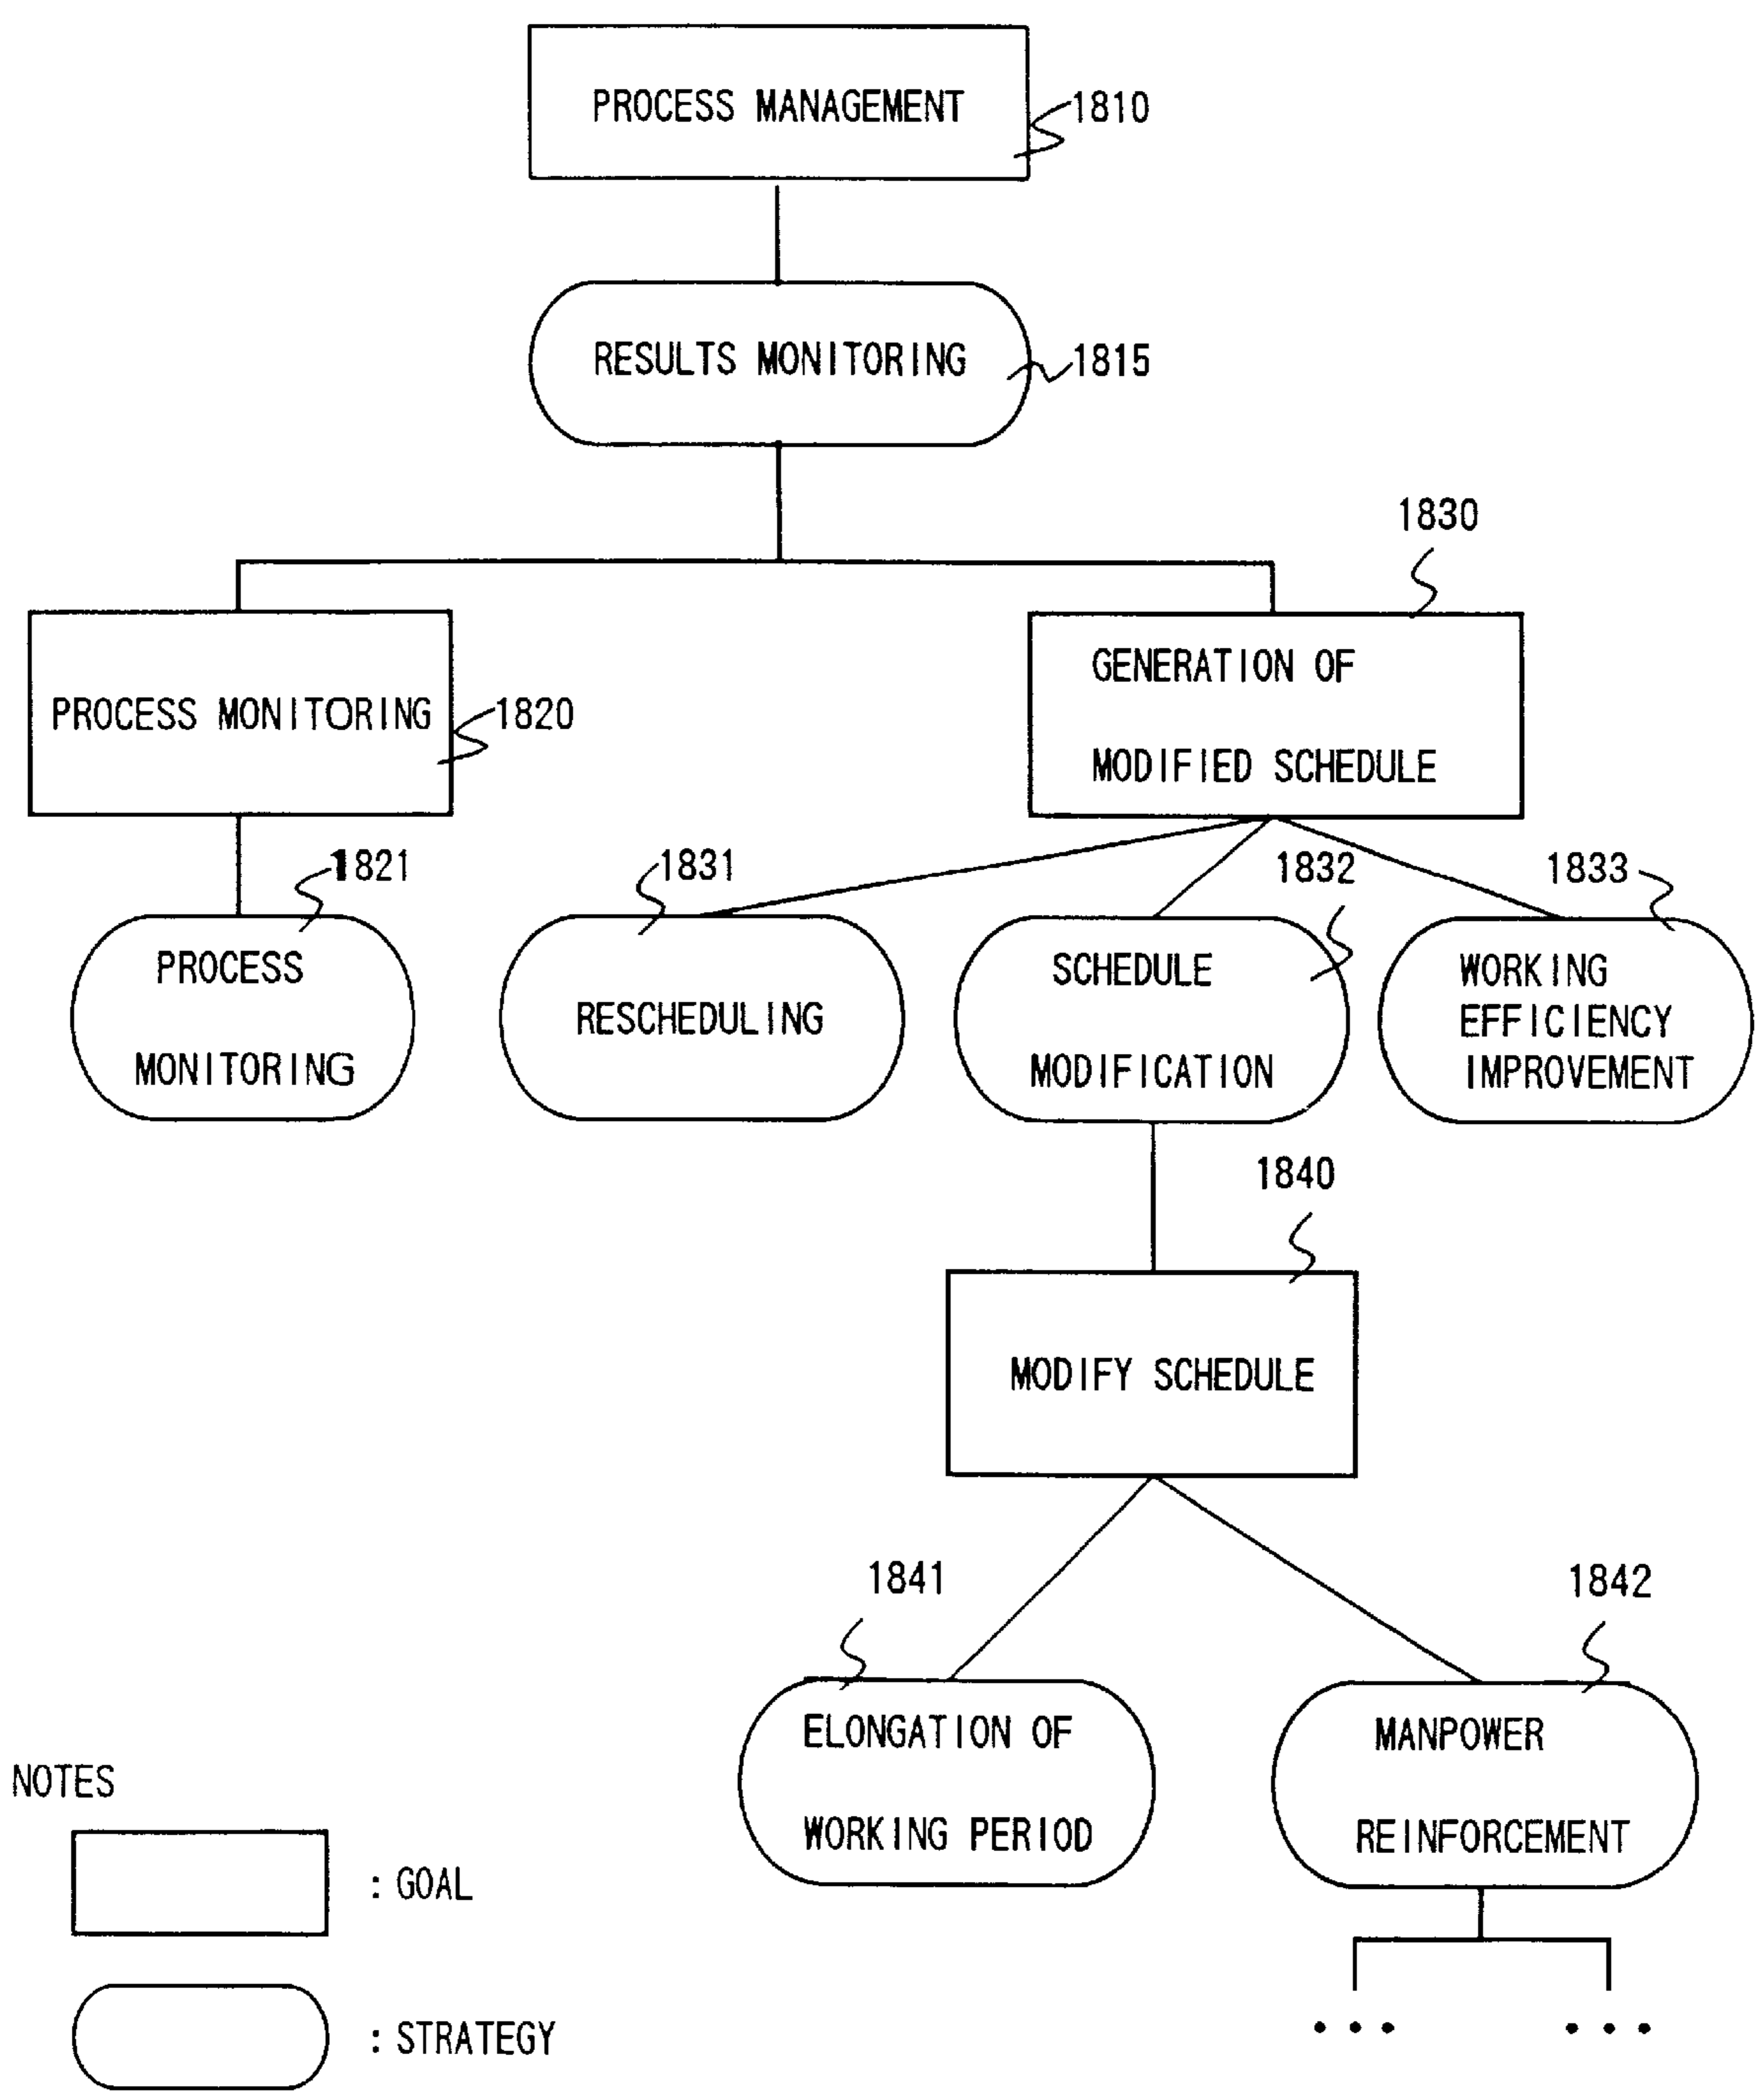 PROCESS MANAGEMENT
1810
RESULTS MONITORING
1815
1830
GENERATION OF
MODIFIED SCHEDULE
PROCESS MONITORING
1820
1821
1831
1832
1833
PROCESS
MONITORING
RESCHEDULING
SCHEDULE
MODIFICATION
WORKING
EFFICIENCY
IMPROVEMENT
1840
MODIFY SCHEDULE
1841
1842
ELONGATION OF
WORKING PERIOD
MANPOWER
REINFORCEMENT
••• •••
NOTES
: GOAL
: STRATEGY